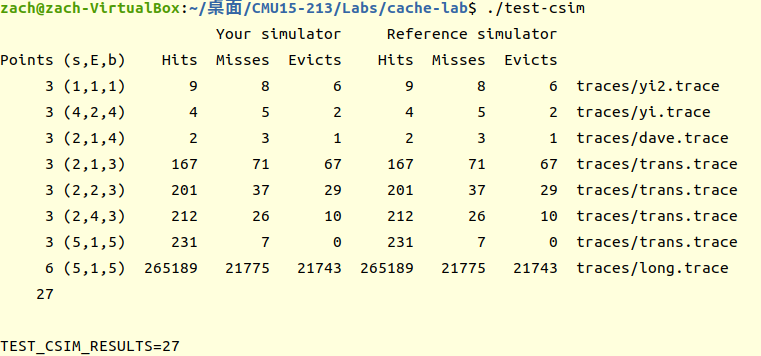 zach@zach-VirtualBox:~/桌面/CMU15-213/Labs/cache-lab$ ./test-csim
Your simulator Reference simulator
Points (s,E,b) Hits Misses Evicts Hits Misses Evicts
3 (1,1,1) 9 8 6 9 8 6 traces/yi2.trace
3 (4,2,4) 4 5 2 4 5 2 traces/yi.trace
3 (2,1,4) 2 3 1 2 3 1 traces/dave.trace
3 (2,1,3) 167 71 67 167 71 67 traces/trans.trace
3 (2,2,3) 201 37 29 201 37 29 traces/trans.trace
3 (2,4,3) 212 26 10 212 26 10 traces/trans.trace
3 (5,1,5) 231 7 0 231 7 0 traces/trans.trace
6 (5,1,5) 265189 21775 21743 265189 21775 21743 traces/long.trace
27
TEST_CSIM_RESULTS=27